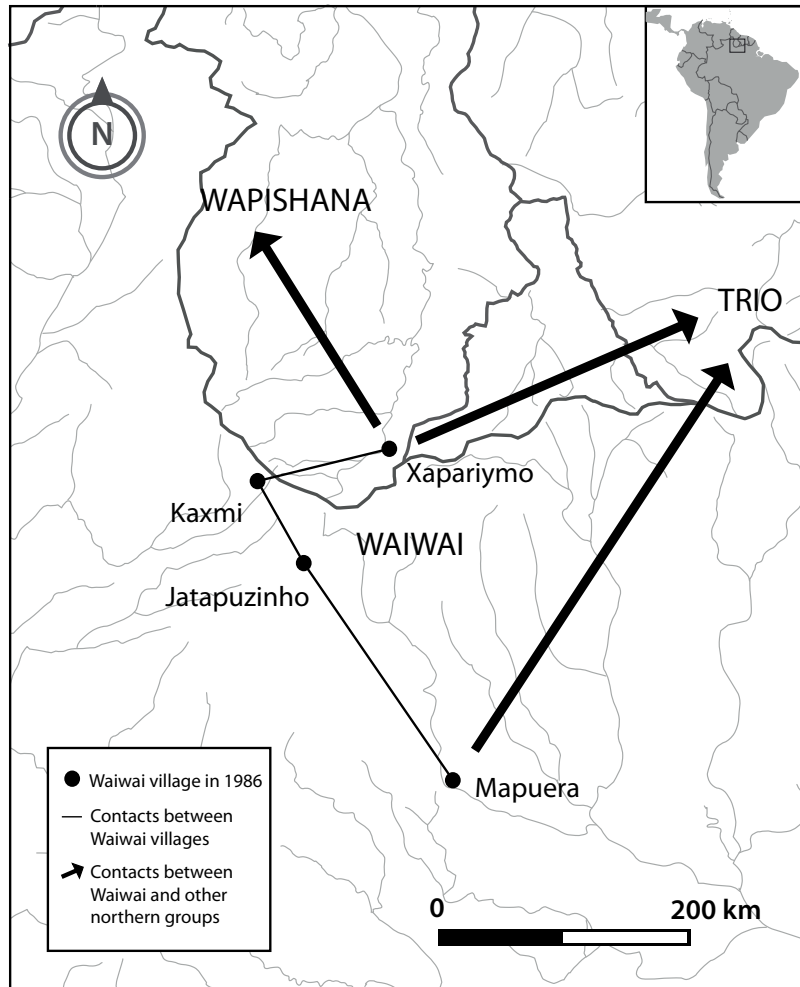 N
WAPISHANA
TRIO
Xapariymo
Kaxmi
WAIWAI
Jatapuzinho
Mapuera
Waiwai village in 1986
Contacts between
Waiwai villages
Contacts between
Waiwai and other
northern groups
0 200 km